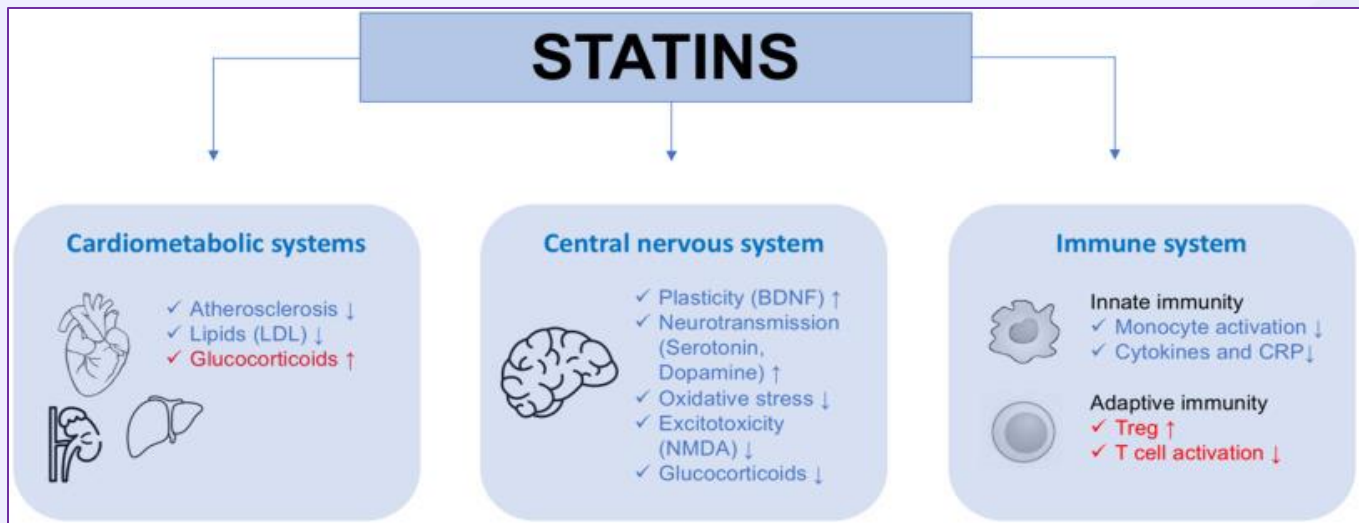 STATINS
Cardiometabolic systems
✓ Atherosclerosis ↓
✓ Lipids (LDL) ↓
✓ Glucocorticoids ↑
Central nervous system
✓ Plasticity (BDNF) ↑
✓ Neurotransmission
(Serotonin,
Dopamine) ↑
✓ Oxidative stress ↓
✓ Excitotoxicity
(NMDA) ↓
✓ Glucocorticoids ↓
Immune system
Innate immunity
✓ Monocyte activation ↓
✓ Cytokines and CRP↓
Adaptive immunity
✓ Treg ↑
✓ T cell activation ↓